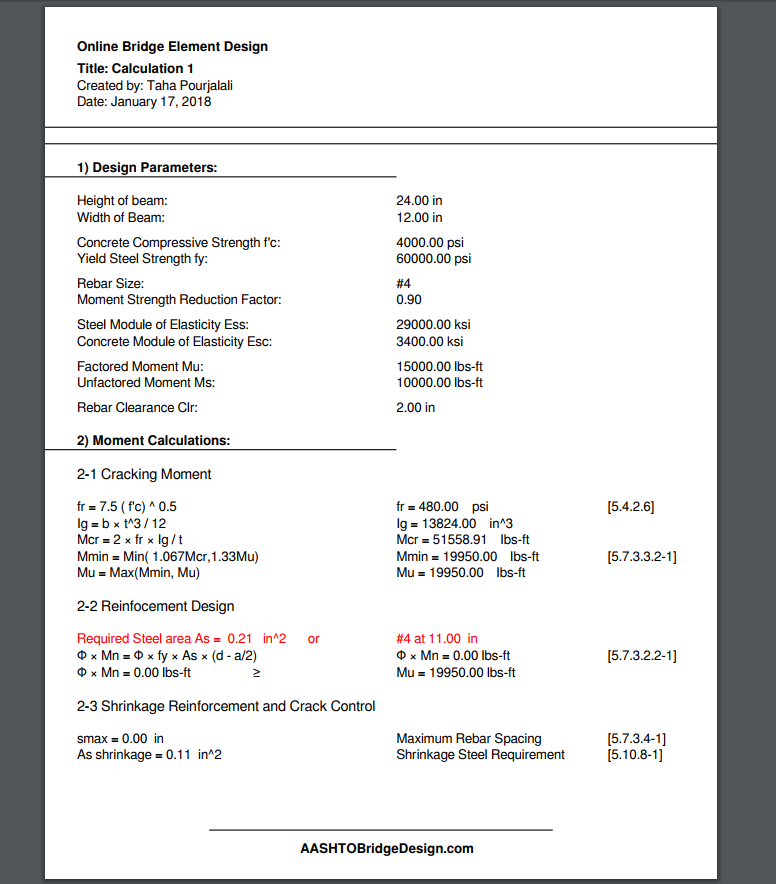 Online Bridge Element Design
Title: Calculation 1
Created by: Taha Pourjalali
Date: January 17, 2018
1) Design Parameters:
Height of beam: 24.00 in
Width of Beam: 12.00 in
Concrete Compressive Strength f'c: 4000.00 psi
Yield Steel Strength fy: 60000.00 psi
Rebar Size: #4
Moment Strength Reduction Factor: 0.90
Steel Module of Elasticity Ess: 29000.00 ksi
Concrete Module of Elasticity Esc: 3400.00 ksi
Factored Moment Mu: 15000.00 lbs-ft
Unfactored Moment Ms: 10000.00 lbs-ft
Rebar Clearance Clr: 2.00 in
2) Moment Calculations:
2-1 Cracking Moment
fr = 7.5 ( f'c) ^ 0.5 fr = 480.00 psi [5.4.2.6]
Ig = b × t^3 / 12 Ig = 13824.00 in^3
Mcr = 2 × fr × Ig / t Mcr = 51558.91 lbs-ft
Mmin = Min( 1.067Mcr,1.33Mu) Mmin = 19950.00 lbs-ft [5.7.3.3.2-1]
Mu = Max(Mmin, Mu) Mu = 19950.00 lbs-ft
2-2 Reinfocement Design
Required Steel area As = 0.21 in^2 or #4 at 11.00 in
Φ × Mn = Φ × fy × As × (d - a/2) Φ × Mn = 0.00 lbs-ft [5.7.3.2.2-1]
Φ × Mn = 0.00 lbs-ft ≥ Mu = 19950.00 lbs-ft
2-3 Shrinkage Reinforcement and Crack Control
smax = 0.00 in Maximum Rebar Spacing [5.7.3.4-1]
As shrinkage = 0.11 in^2 Shrinkage Steel Requirement [5.10.8-1]
AASHTOBridgeDesign.com